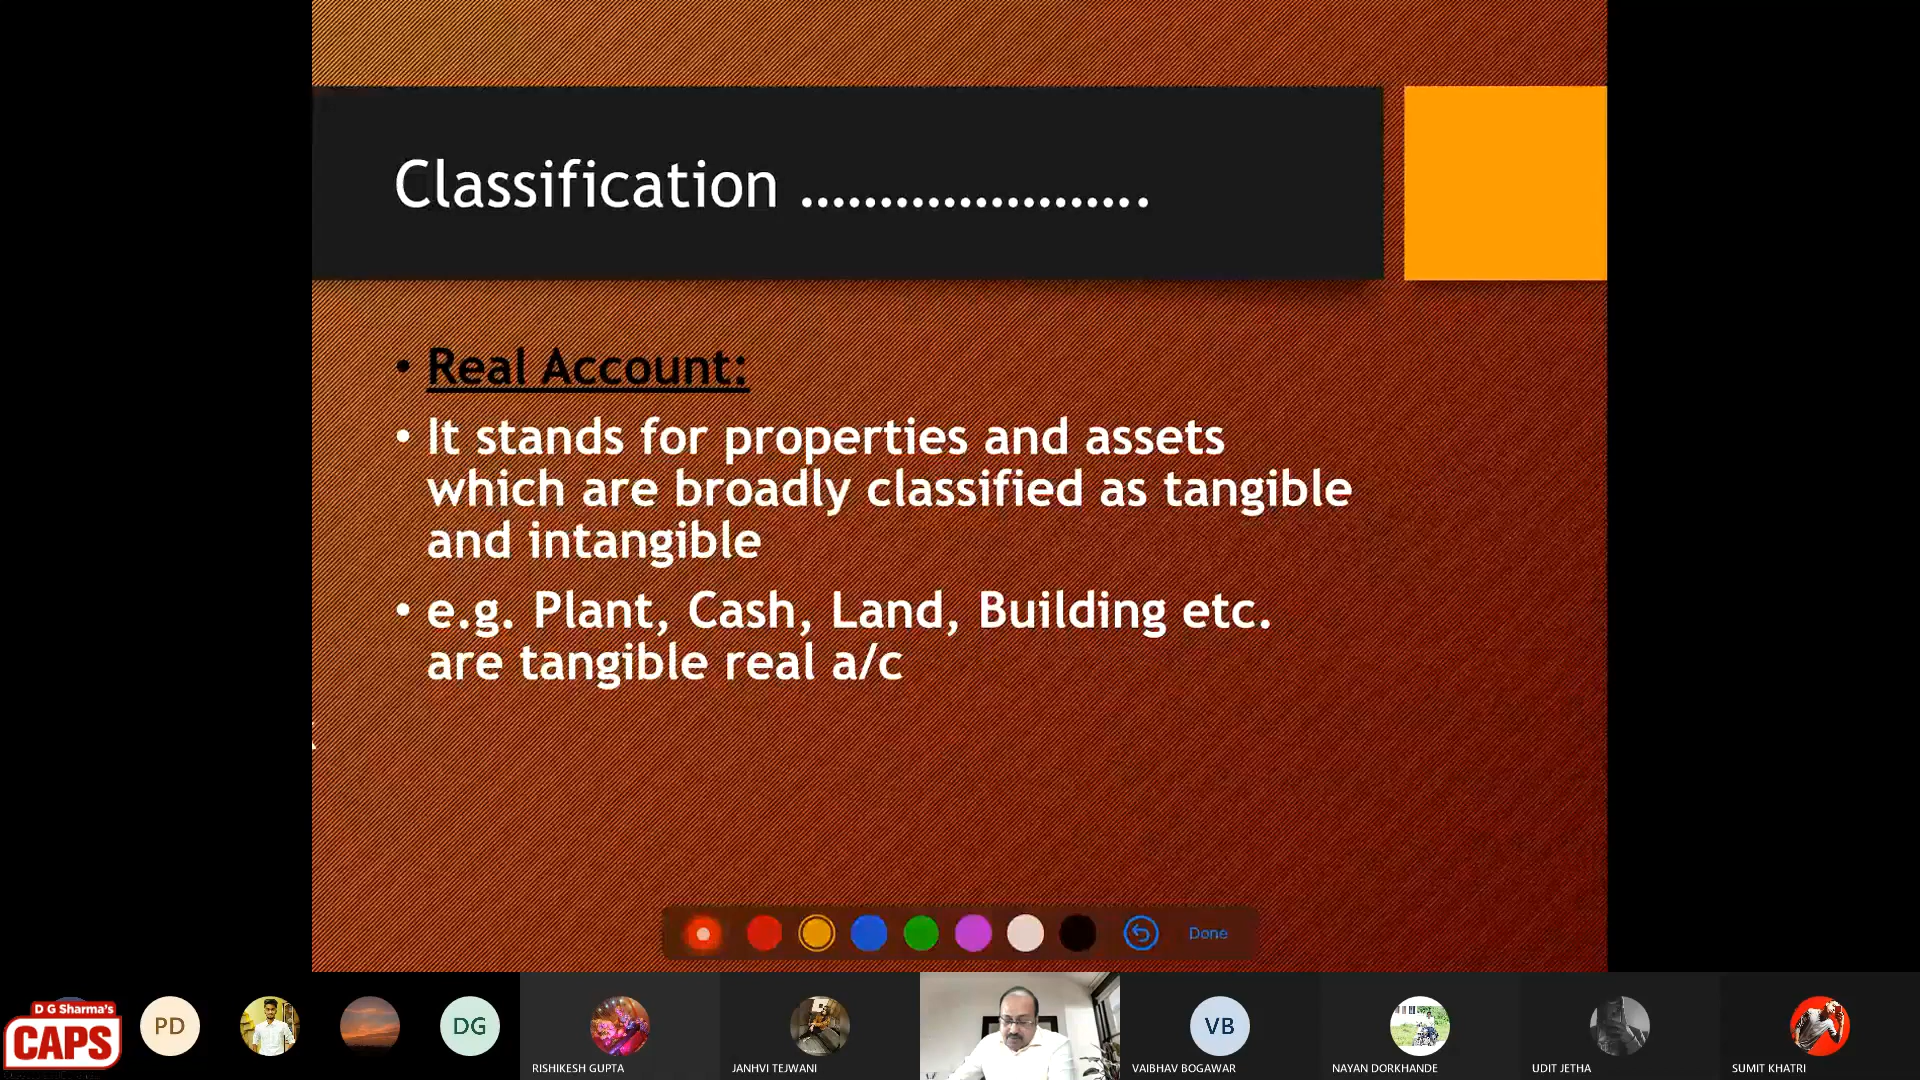 Classification ......................
• Real Account:
• It stands for properties and assets
which are broadly classified as tangible
and intangible
• e.g. Plant, Cash, Land, Building etc.
are tangible real a/c
Done
D G Sharma's
CAPS
PD
DG
VB
RISHIKESH GUPTA
JANHVI TEJWANI
VAIBHAV BOGAWAR
NAYAN DORKHANDE
UDIT JETHA
SUMIT KHATRI